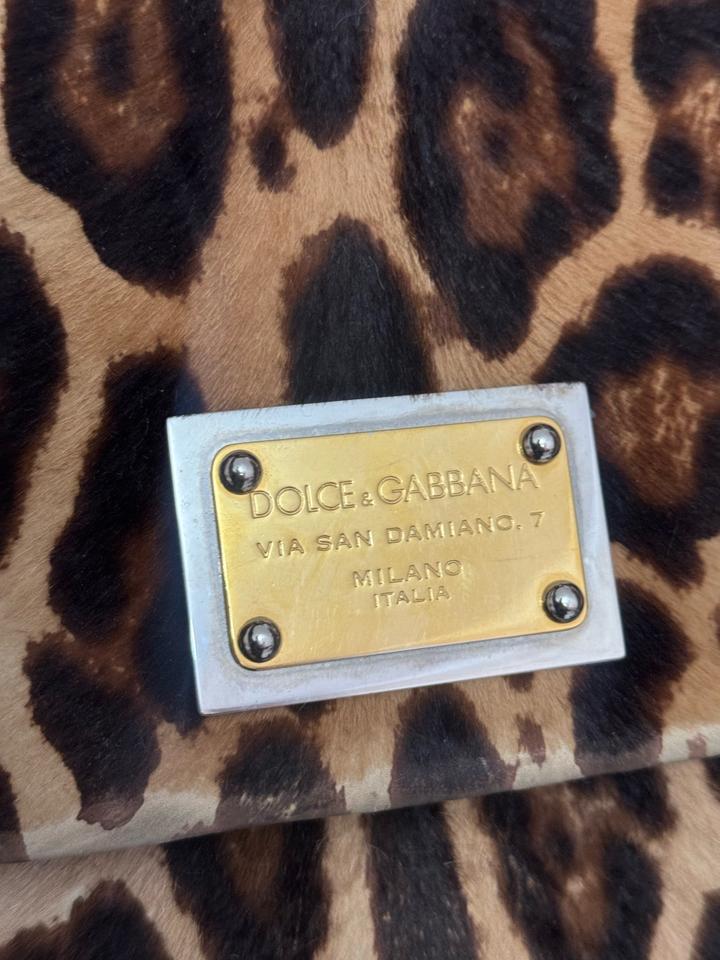 DOLCE & GABBANA
VIA SAN DAMIANO, 7
MILANO
ITALIA